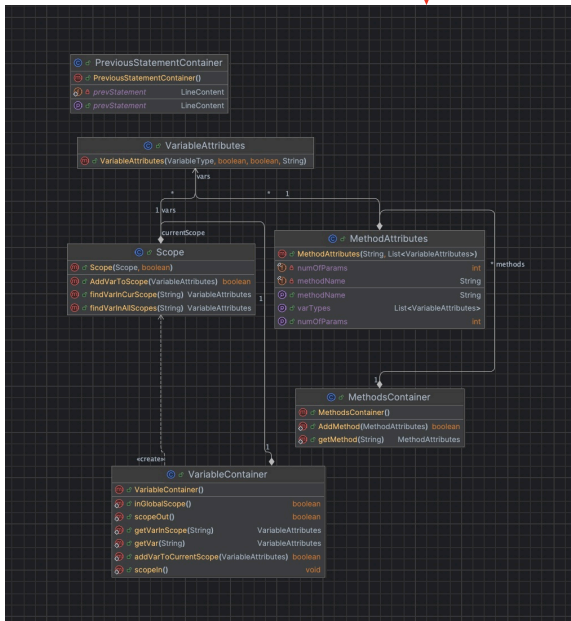 PreviousStatementContainer
PreviousStatementContainer()
prevStatement LineContent
prevStatement LineContent
VariableAttributes
VariableAttributes(VariableType, boolean, boolean, String)
vars
* * 1
1 vars
currentScope
Scope
Scope(Scope, boolean)
AddVarToScope(VariableAttributes) boolean
findVarInCurScope(String) VariableAttributes
findVarInAllScopes(String) VariableAttributes
MethodAttributes
MethodAttributes(String, List<VariableAttributes>)
numOfParams int
methodName String
methodName String
varTypes List<VariableAttributes>
numOfParams int
* methods
1
1
MethodsContainer
MethodsContainer()
AddMethod(MethodAttributes) boolean
getMethod(String) MethodAttributes
1
«create»
VariableContainer
VariableContainer()
inGlobalScope() boolean
scopeOut() boolean
getVarInScope(String) VariableAttributes
getVar(String) VariableAttributes
addVarToCurrentScope(VariableAttributes) boolean
scopeIn() void